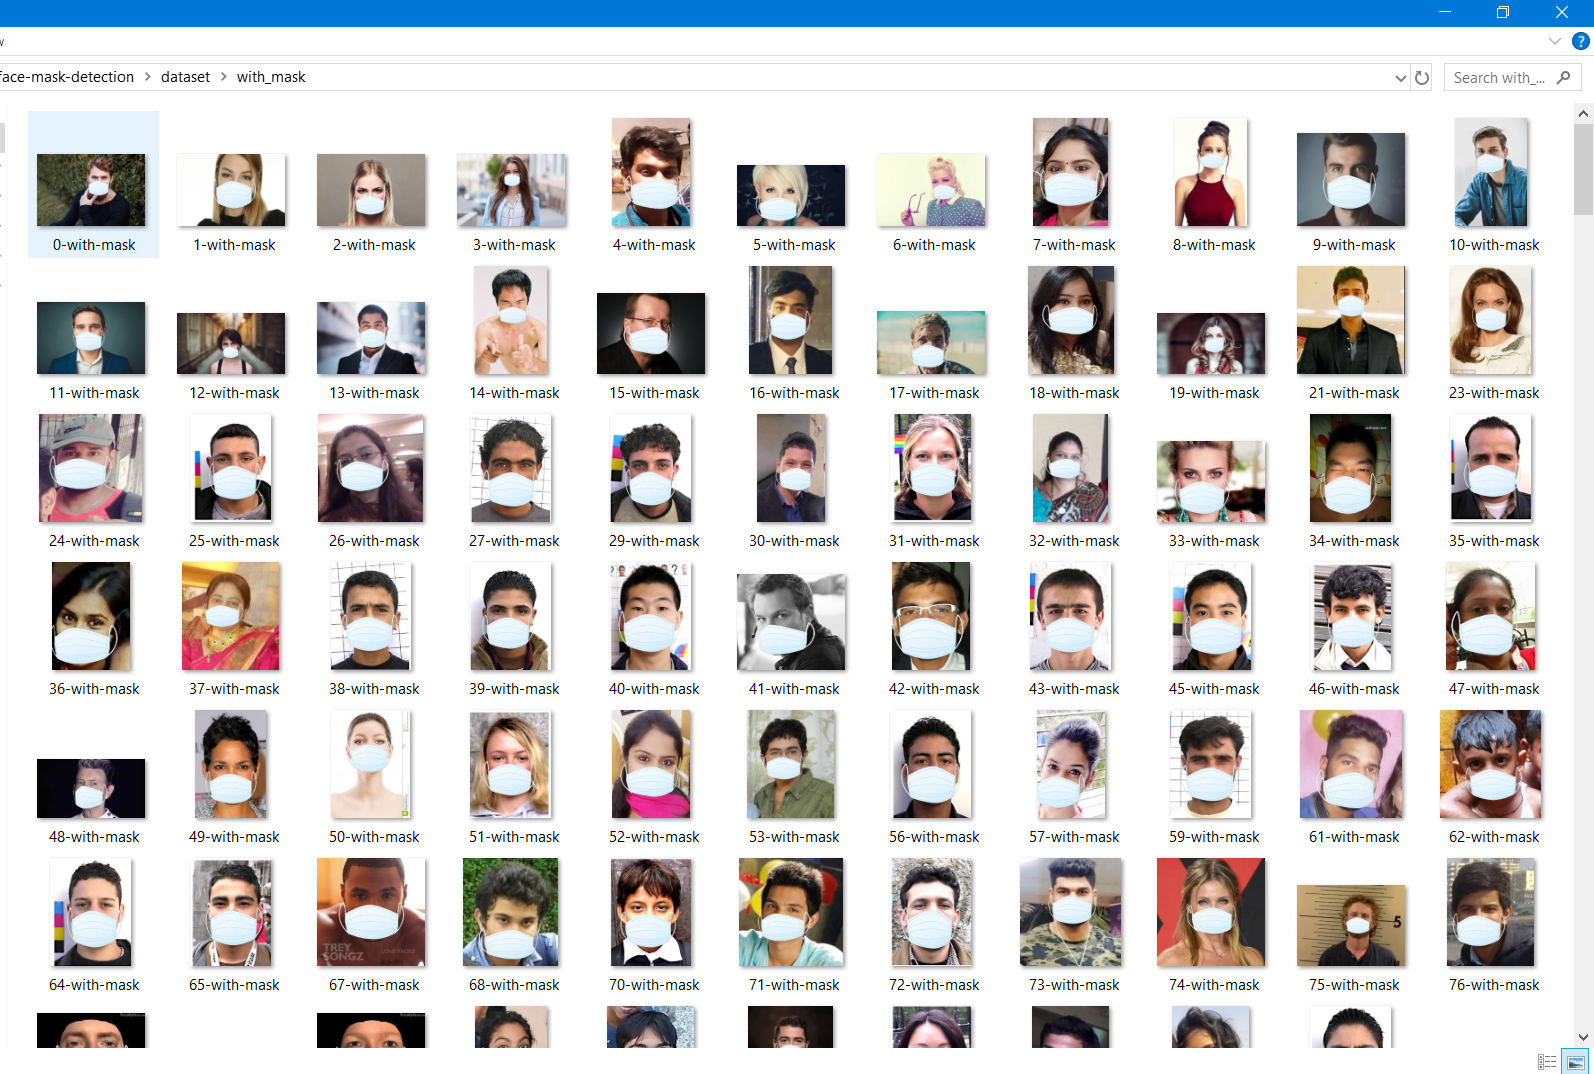 face-mask-detection > dataset > with_mask
Search with_...
?
0-with-mask 1-with-mask 2-with-mask 3-with-mask 4-with-mask 5-with-mask 6-with-mask 7-with-mask 8-with-mask 9-with-mask 10-with-mask
11-with-mask 12-with-mask 13-with-mask 14-with-mask 15-with-mask 16-with-mask 17-with-mask 18-with-mask 19-with-mask 21-with-mask 23-with-mask
24-with-mask 25-with-mask 26-with-mask 27-with-mask 29-with-mask 30-with-mask 31-with-mask 32-with-mask 33-with-mask 34-with-mask 35-with-mask
36-with-mask 37-with-mask 38-with-mask 39-with-mask 40-with-mask 41-with-mask 42-with-mask 43-with-mask 45-with-mask 46-with-mask 47-with-mask
48-with-mask 49-with-mask 50-with-mask 51-with-mask 52-with-mask 53-with-mask 56-with-mask 57-with-mask 59-with-mask 61-with-mask 62-with-mask
TREY
SONGZ
LOVE FACES
5
64-with-mask 65-with-mask 67-with-mask 68-with-mask 70-with-mask 71-with-mask 72-with-mask 73-with-mask 74-with-mask 75-with-mask 76-with-mask